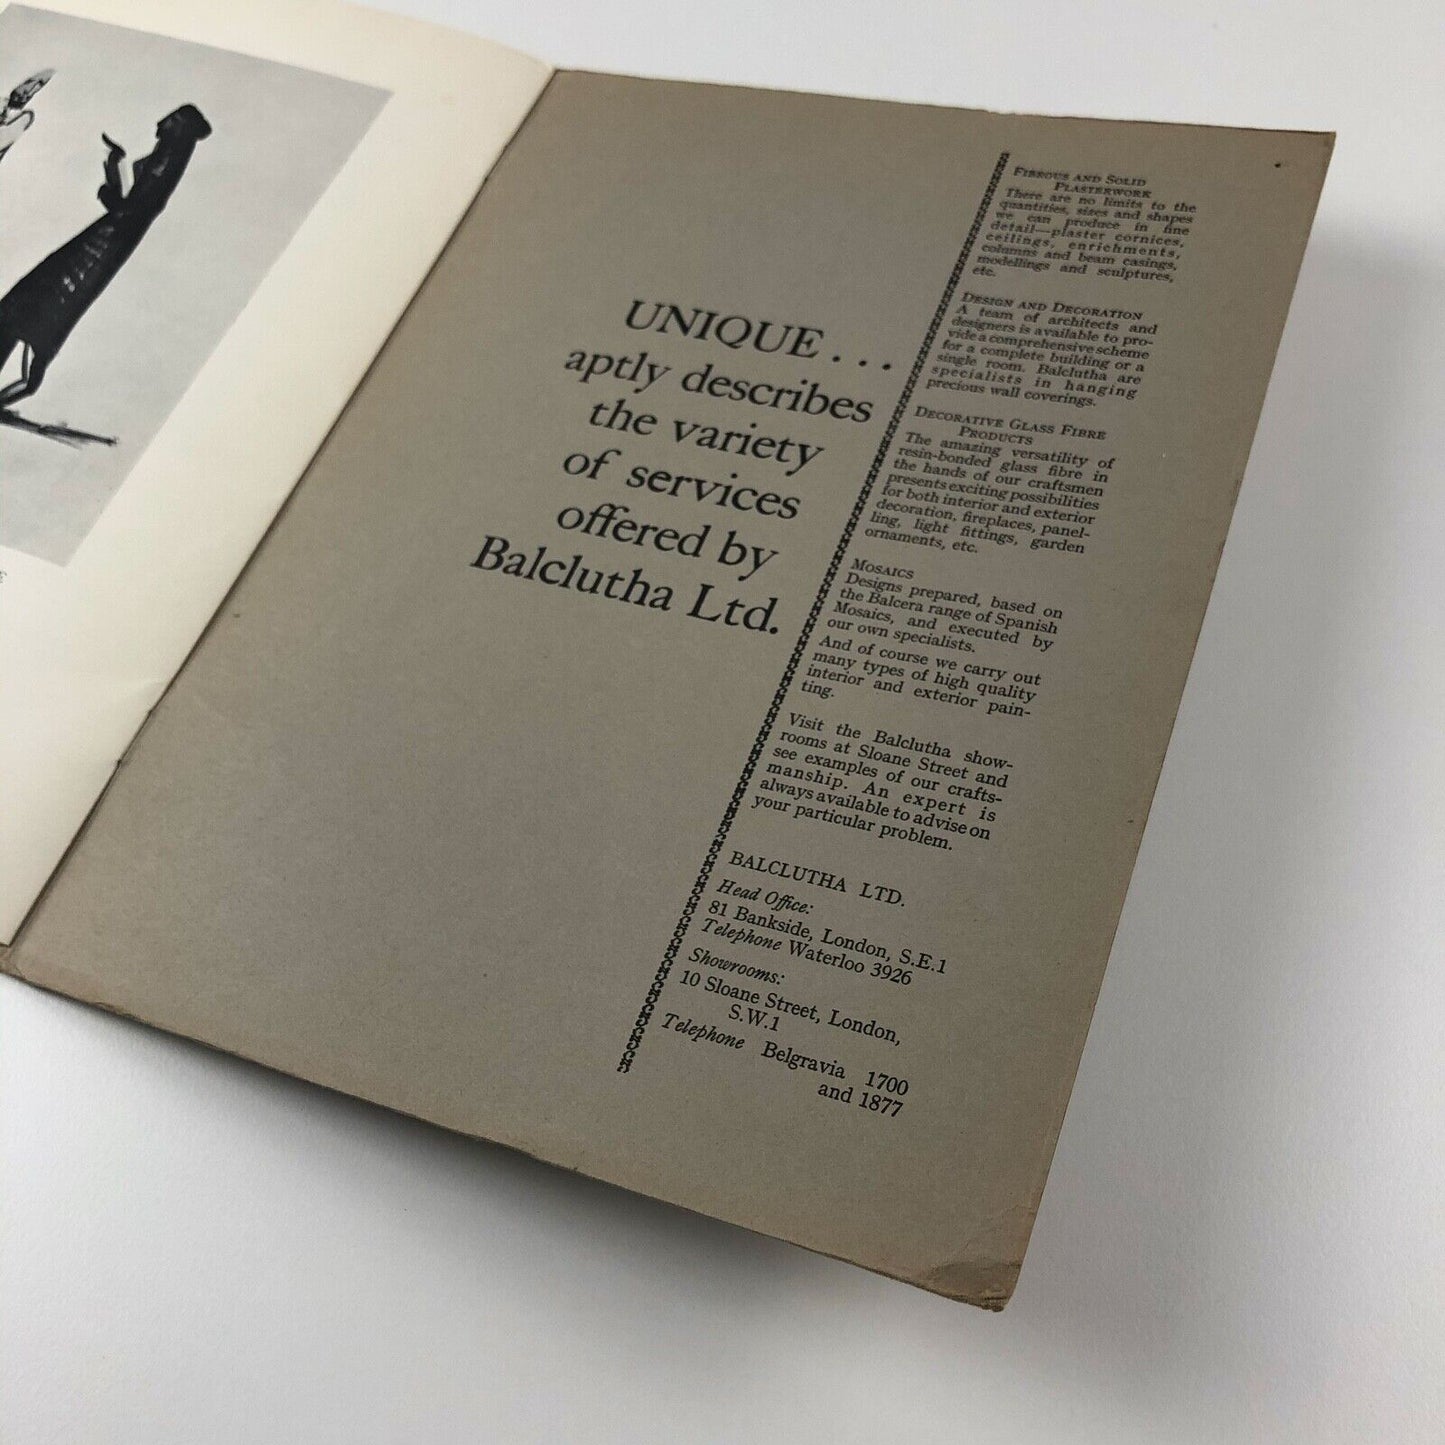 UNIQUE . . .
aptly describes
the variety
of services
offered by
Balclutha Ltd.
FIBROUS AND SOLID
PLASTERWORK
There are no limits to the
quantities, sizes and shapes
we can produce in fine
detail—plaster cornices,
ceilings, enrichments,
columns and beam casings,
modellings and sculptures,
etc.
DESIGN AND DECORATION
A team of architects and
designers is available to pro-
vide a comprehensive scheme
for a complete building or a
single room. Balclutha are
specialists in hanging
precious wall coverings.
DECORATIVE GLASS FIBRE
PRODUCTS
The amazing versatility of
resin-bonded glass fibre in
the hands of our craftsmen
presents exciting possibilities
for both interior and exterior
decoration, fireplaces, panel-
ling, light fittings, garden
ornaments, etc.
MOSAICS
Designs prepared, based on
the Balcera range of Spanish
Mosaics, and executed by
our own specialists.
And of course we carry out
many types of high quality
interior and exterior pain-
ting.
Visit the Balclutha show-
rooms at Sloane Street and
see examples of our crafts-
manship. An expert is
always available to advise on
your particular problem.
BALCLUTHA LTD.
Head Office:
81 Bankside, London, S.E.1
Telephone Waterloo 3926
Showrooms:
10 Sloane Street, London,
S.W.1
Telephone Belgravia 1700
and 1877